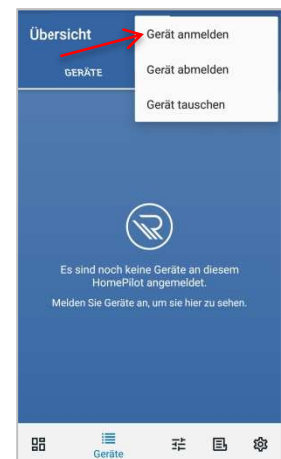 Übersicht
Gerät anmelden
GERÄTE
Gerät abmelden
Gerät tauschen
Es sind noch keine Geräte an diesem
HomePilot angemeldet.
Melden Sie Geräte an, um sie hier zu sehen.
Geräte